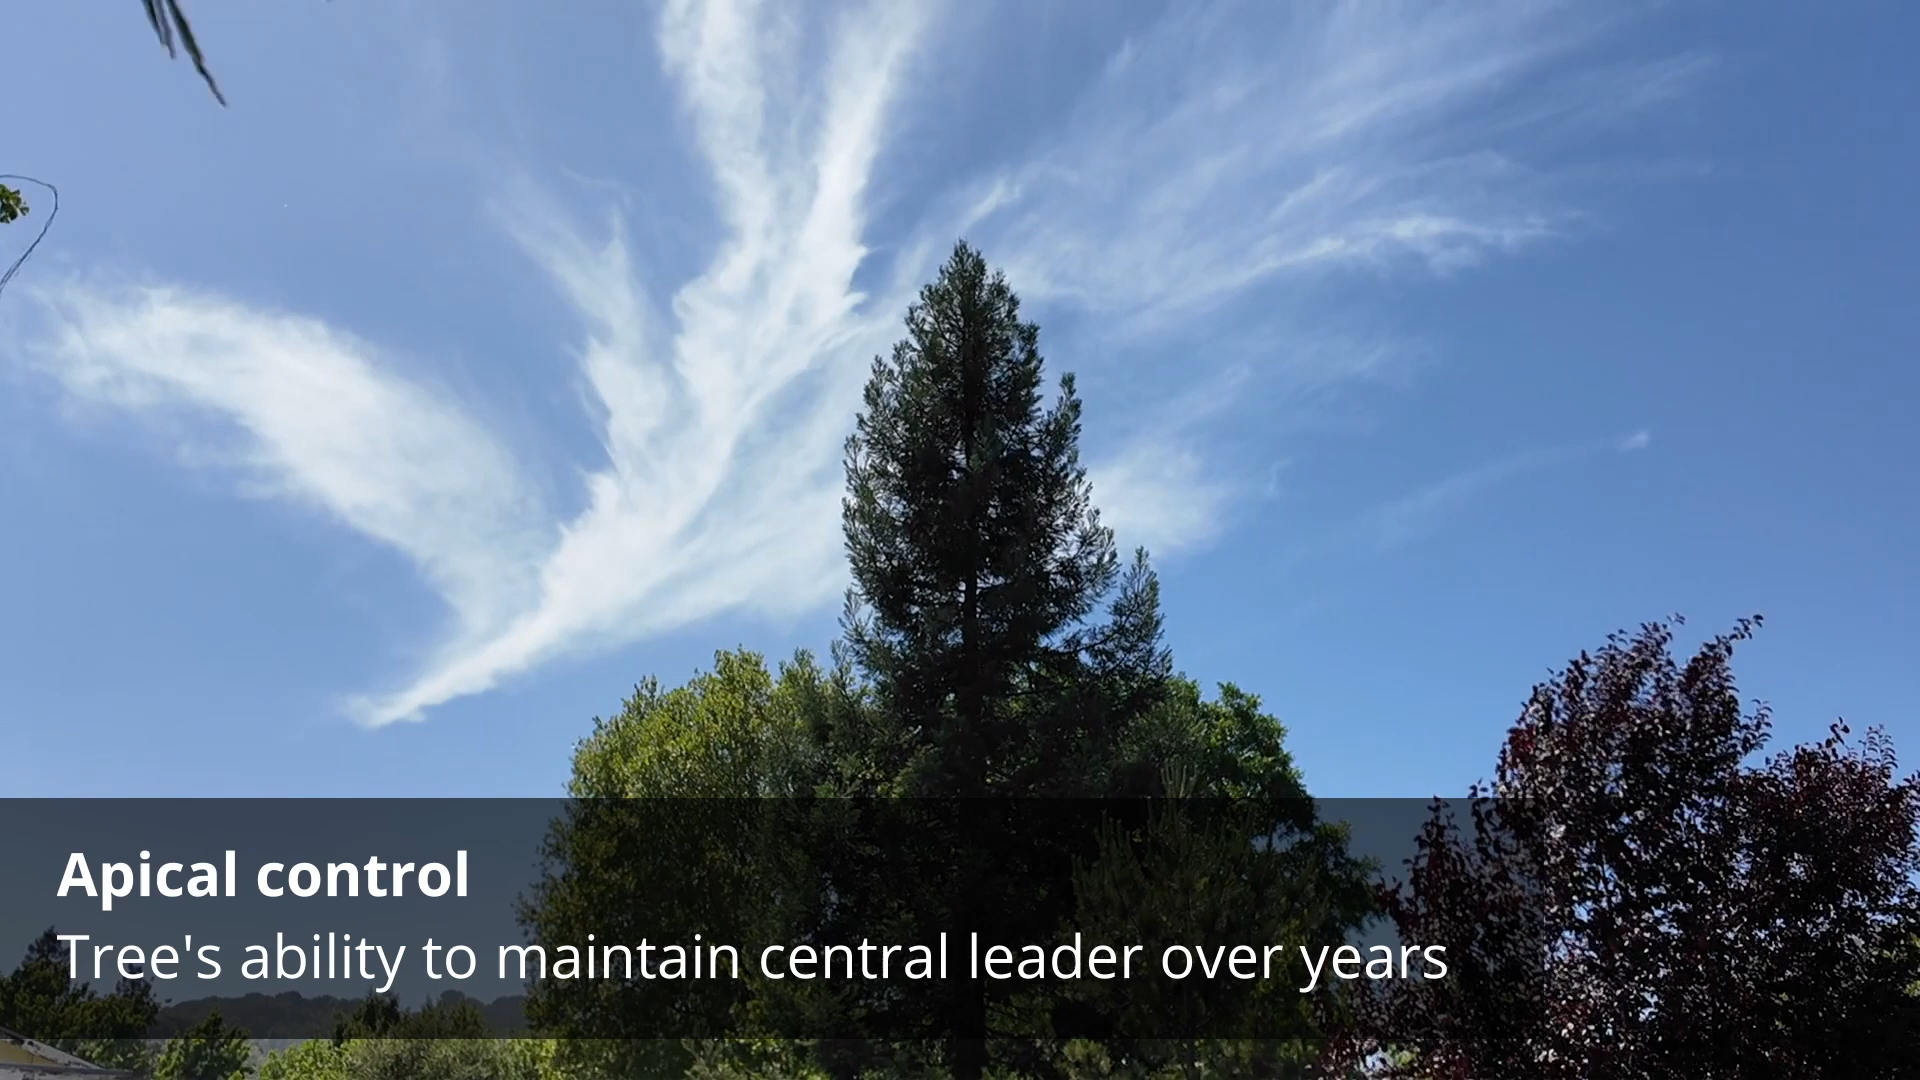 Apical control
Tree's ability to maintain central leader over years